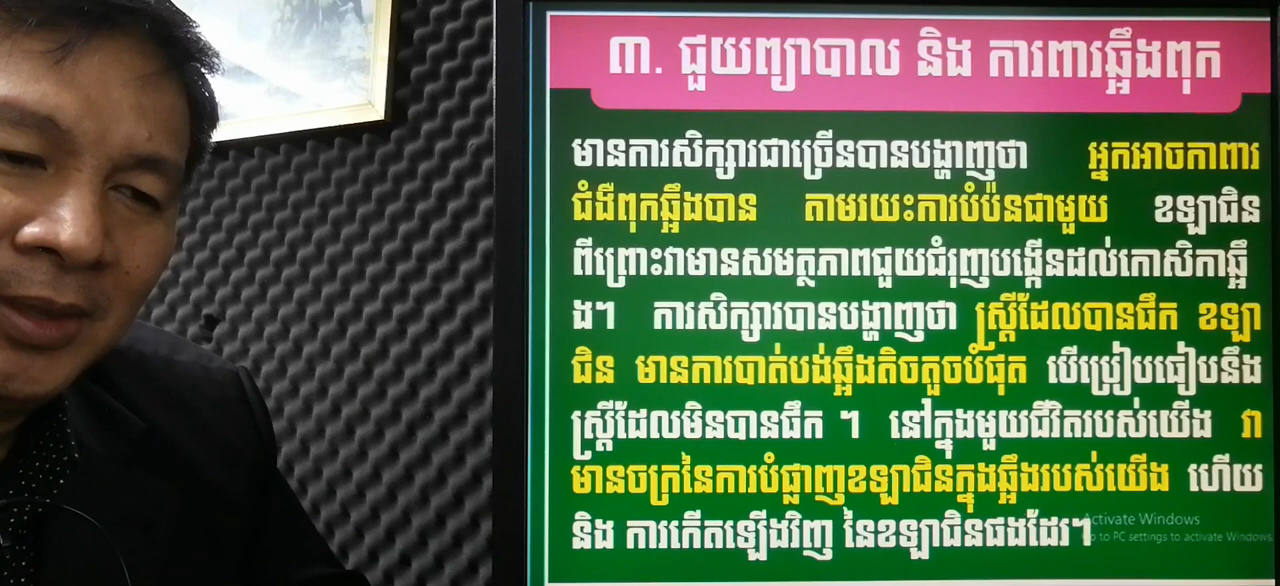 ៣. ជួយព្យាបាល និង ការពារឆ្អឹងពុក
មានការសិក្សារជាច្រើនបានបង្ហាញថា អ្នកអាចកាពារ
ជំងឺពុកឆ្អឹងបាន តាមរយះការបំប៉នជាមួយ ខឡាជិន
ពីព្រោះវាមានសមត្ថភាពជួយជំរុញបង្កើនដល់កោសិកាឆ្អឹ
ង។ ការសិក្សារបានបង្ហាញថា ស្ត្រីដែលបានផឹក ខឡា
ជិន មានការបាត់បង់ឆ្អឹងតិចតួចបំផុត បើប្រៀបធៀបនឹង
ស្ត្រីដែលមិនបានផឹក ។ នៅក្នុងមួយជីវិតរបស់យើង វា
មានចក្រនៃការបំផ្លាញខឡាជិនក្នុងឆ្អឹងរបស់យើង ហើយ
និង ការកើតឡើងវិញ នៃខឡាជិនផងដែរ។
Activate Windows
to PC settings to activate Windows.